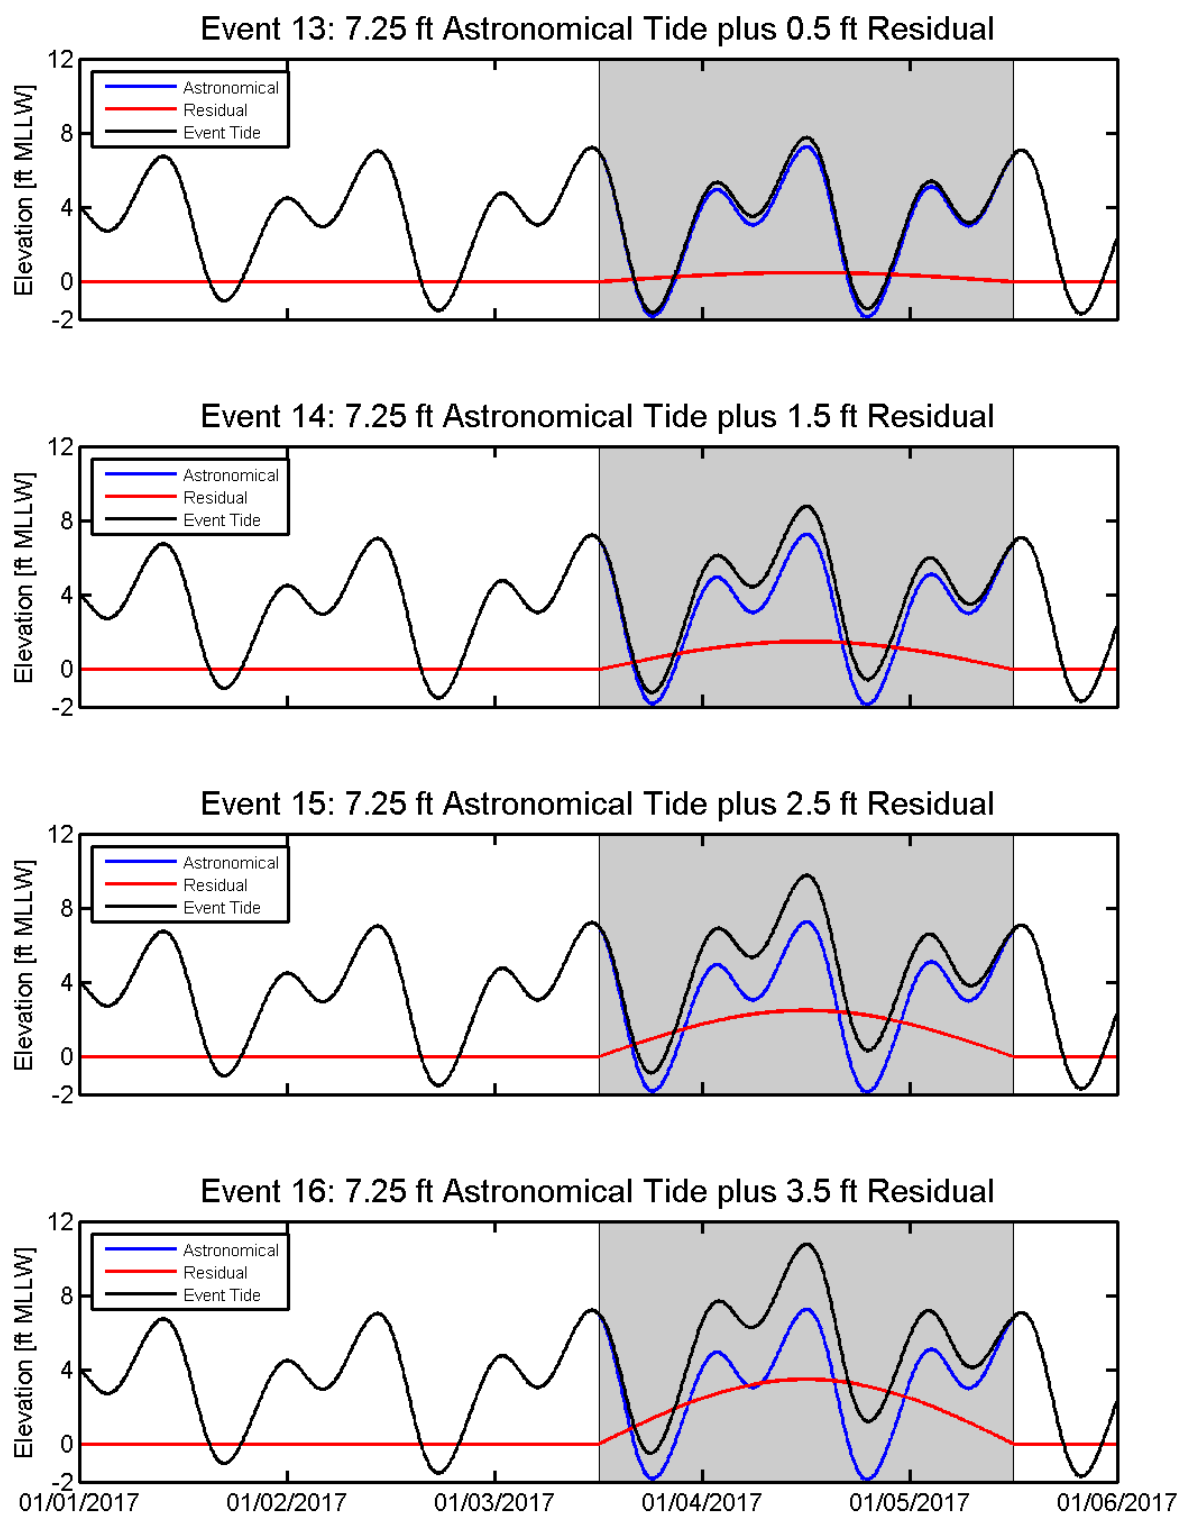 Event 13: 7.25 ft Astronomical Tide plus 0.5 ft Residual
12
8
4
0
-2
Elevation [ft MLLW]
Astronomical
Residual
Event Tide
Event 14: 7.25 ft Astronomical Tide plus 1.5 ft Residual
12
8
4
0
-2
Elevation [ft MLLW]
Astronomical
Residual
Event Tide
Event 15: 7.25 ft Astronomical Tide plus 2.5 ft Residual
12
8
4
0
-2
Elevation [ft MLLW]
Astronomical
Residual
Event Tide
Event 16: 7.25 ft Astronomical Tide plus 3.5 ft Residual
12
8
4
0
-2
Elevation [ft MLLW]
Astronomical
Residual
Event Tide
01/01/2017 01/02/2017 01/03/2017 01/04/2017 01/05/2017 01/06/2017